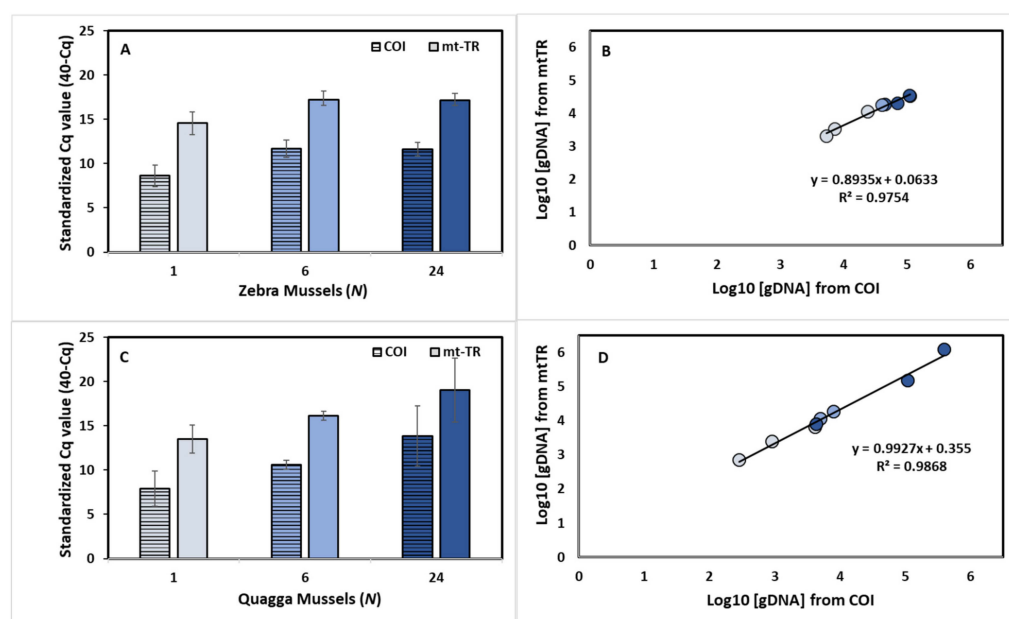 A
COI
mt-TR
Standardized Cq value (40-Cq)
25
20
15
10
5
0
1
6
24
Zebra Mussels (N)
B
Log10 [gDNA] from mtTR
6
5
4
3
2
1
0
y = 0.8935x + 0.0633
R² = 0.9754
0
1
2
3
4
5
6
Log10 [gDNA] from COI
C
COI
mt-TR
Standardized Cq value (40-Cq)
25
20
15
10
5
0
1
6
24
Quagga Mussels (N)
D
Log10 [gDNA] from mtTR
6
5
4
3
2
1
0
y = 0.9927x + 0.355
R² = 0.9868
0
1
2
3
4
5
6
Log10 [gDNA] from COI